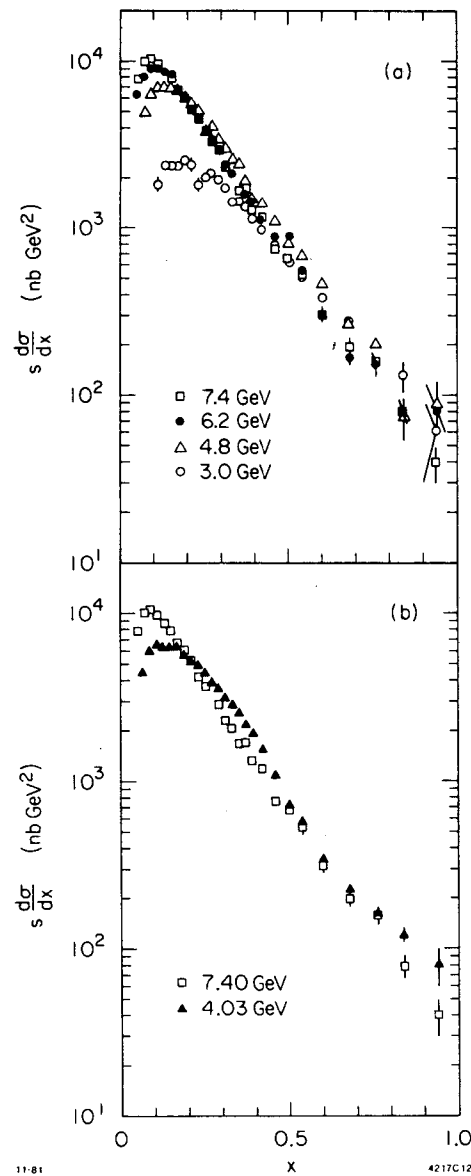 (a)
10⁴
10³
10²
10¹
s dσ/dx (nb GeV²)
□ 7.4 GeV
● 6.2 GeV
△ 4.8 GeV
○ 3.0 GeV
(b)
10⁴
10³
10²
10¹
s dσ/dx (nb GeV²)
□ 7.40 GeV
▲ 4.03 GeV
0 0.5 1.0
x
11-81 4217C12